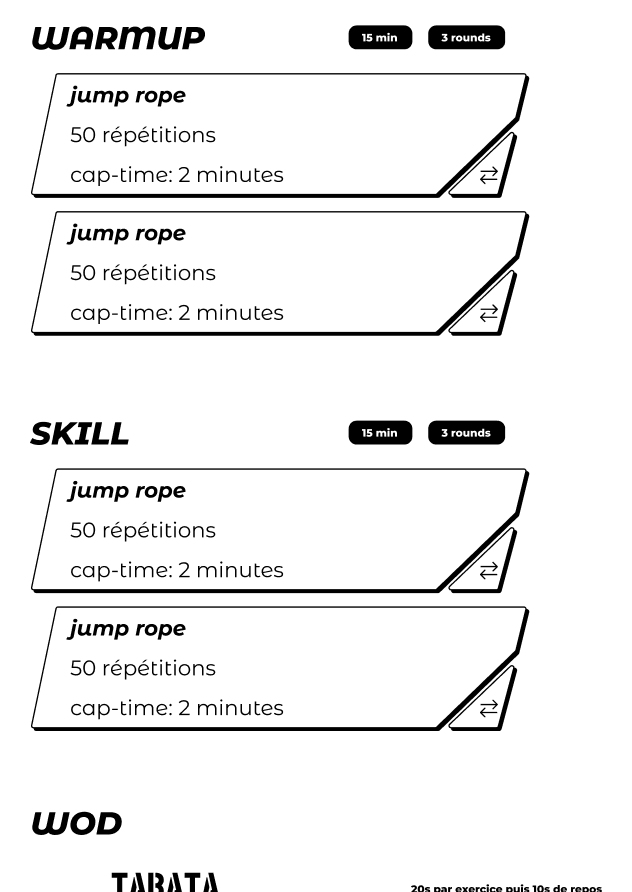 WARMUP
15 min
3 rounds
jump rope
50 répétitions
cap-time: 2 minutes
jump rope
50 répétitions
cap-time: 2 minutes
SKILL
15 min
3 rounds
jump rope
50 répétitions
cap-time: 2 minutes
jump rope
50 répétitions
cap-time: 2 minutes
WOD
TABATA
20s par exercice puis 10s de repos